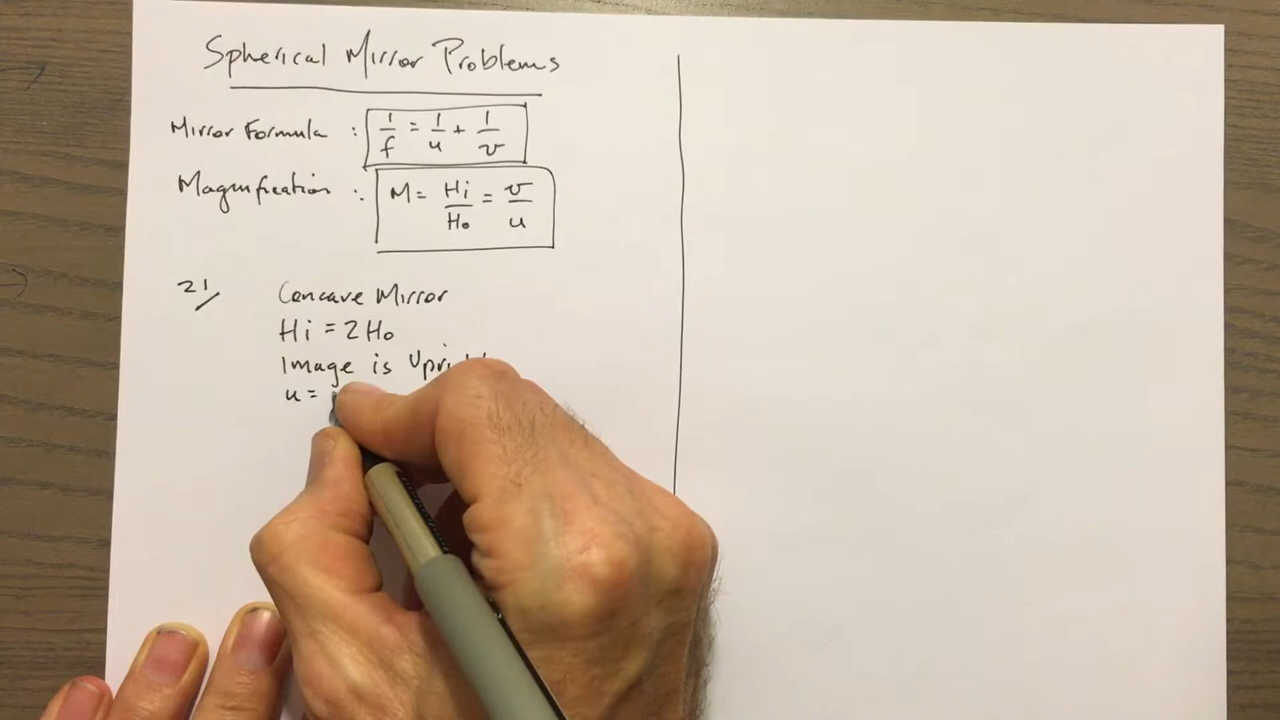 Spherical Mirror Problems
Mirror Formula : 1/f = 1/u + 1/v
Magnification : M = Hi/Ho = v/u
21/ Concave Mirror
Hi = 2Ho
Image is
u =